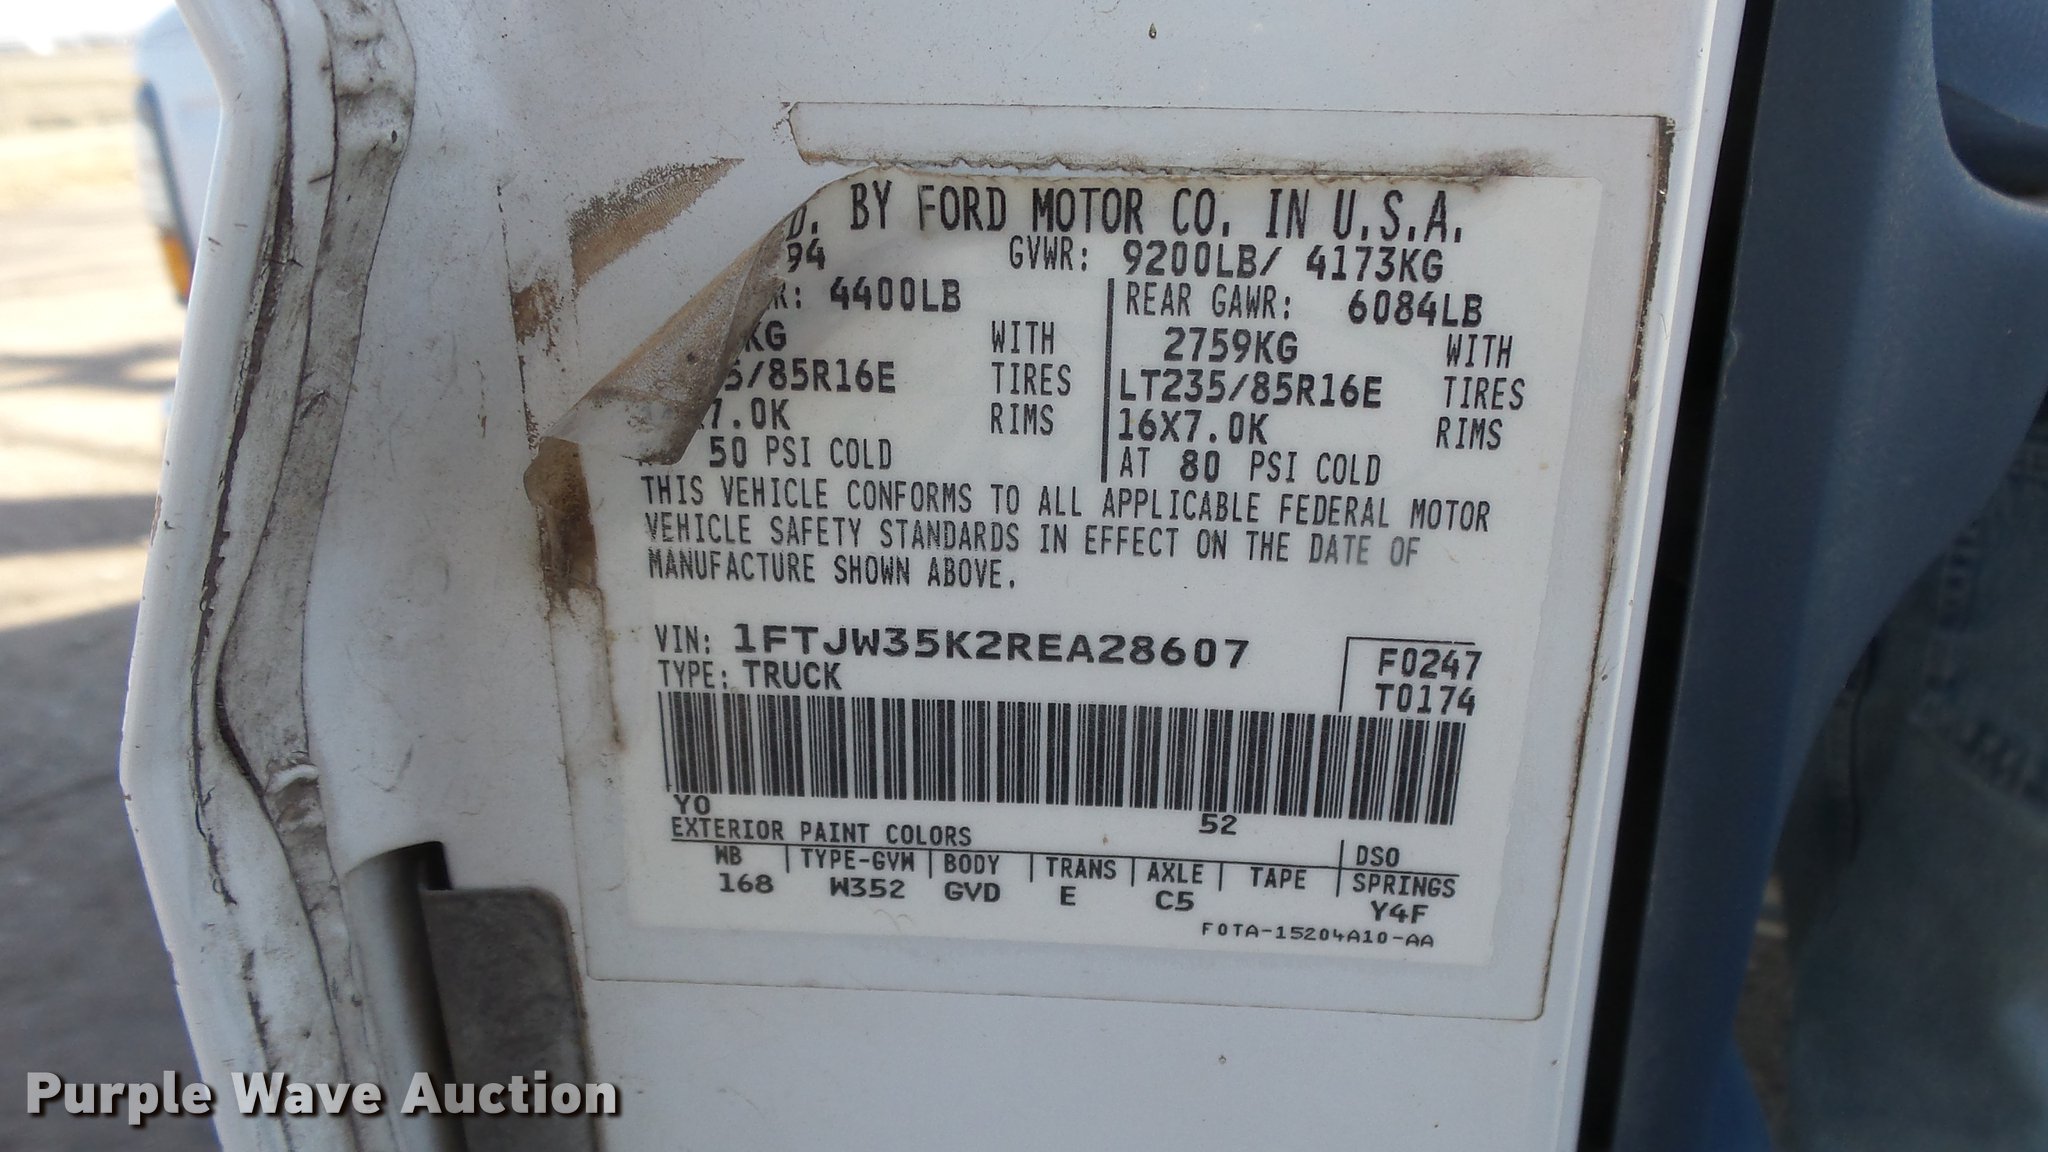 D. BY FORD MOTOR CO. IN U.S.A.
94 GVWR: 9200LB/ 4173KG
R: 4400LB REAR GAWR: 6084LB
KG WITH 2759KG WITH
5/85R16E TIRES LT235/85R16E TIRES
X7.0K RIMS 16X7.0K RIMS
50 PSI COLD AT 80 PSI COLD
THIS VEHICLE CONFORMS TO ALL APPLICABLE FEDERAL MOTOR
VEHICLE SAFETY STANDARDS IN EFFECT ON THE DATE OF
MANUFACTURE SHOWN ABOVE.
VIN: 1FTJW35K2REA28607 F0247
TYPE: TRUCK T0174
YO 52
EXTERIOR PAINT COLORS DSO
WB TYPE-GVW BODY TRANS AXLE TAPE SPRINGS
168 W352 GVD E C5 Y4F
F0TA-15204A10-AA
Purple Wave Auction